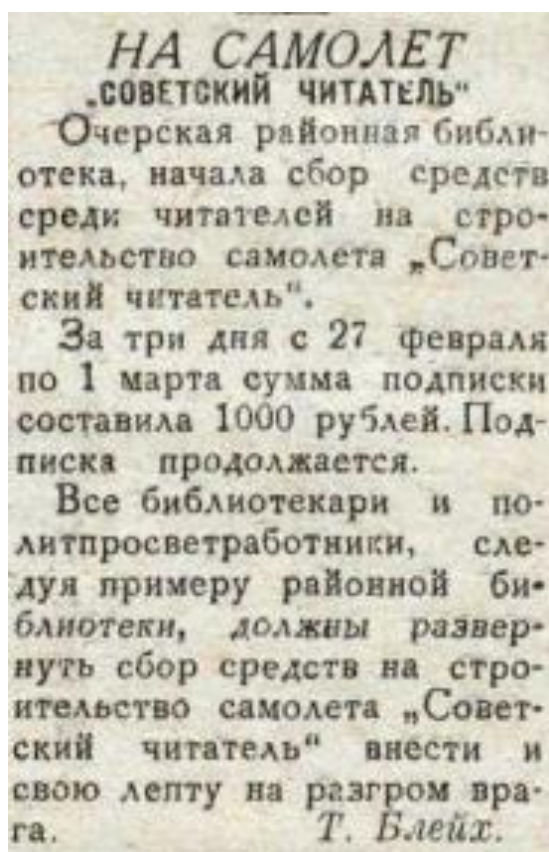 НА САМОЛЕТ
„СОВЕТСКИЙ ЧИТАТЕЛЬ“
Очерская районная библи-
отека, начала сбор средств
среди читателей на стро-
ительство самолета „Совет-
ский читатель“.
За три дня с 27 февраля
по 1 марта сумма подписки
составила 1000 рублей. Под-
писка продолжается.
Все библиотекари и по-
литпросветработники, сле-
дуя примеру районной би-
блиотеки, должны развер-
нуть сбор средств на стро-
ительство самолета „Совет-
ский читатель“ внести и
свою лепту на разгром вра-
га. Т. Блейх.